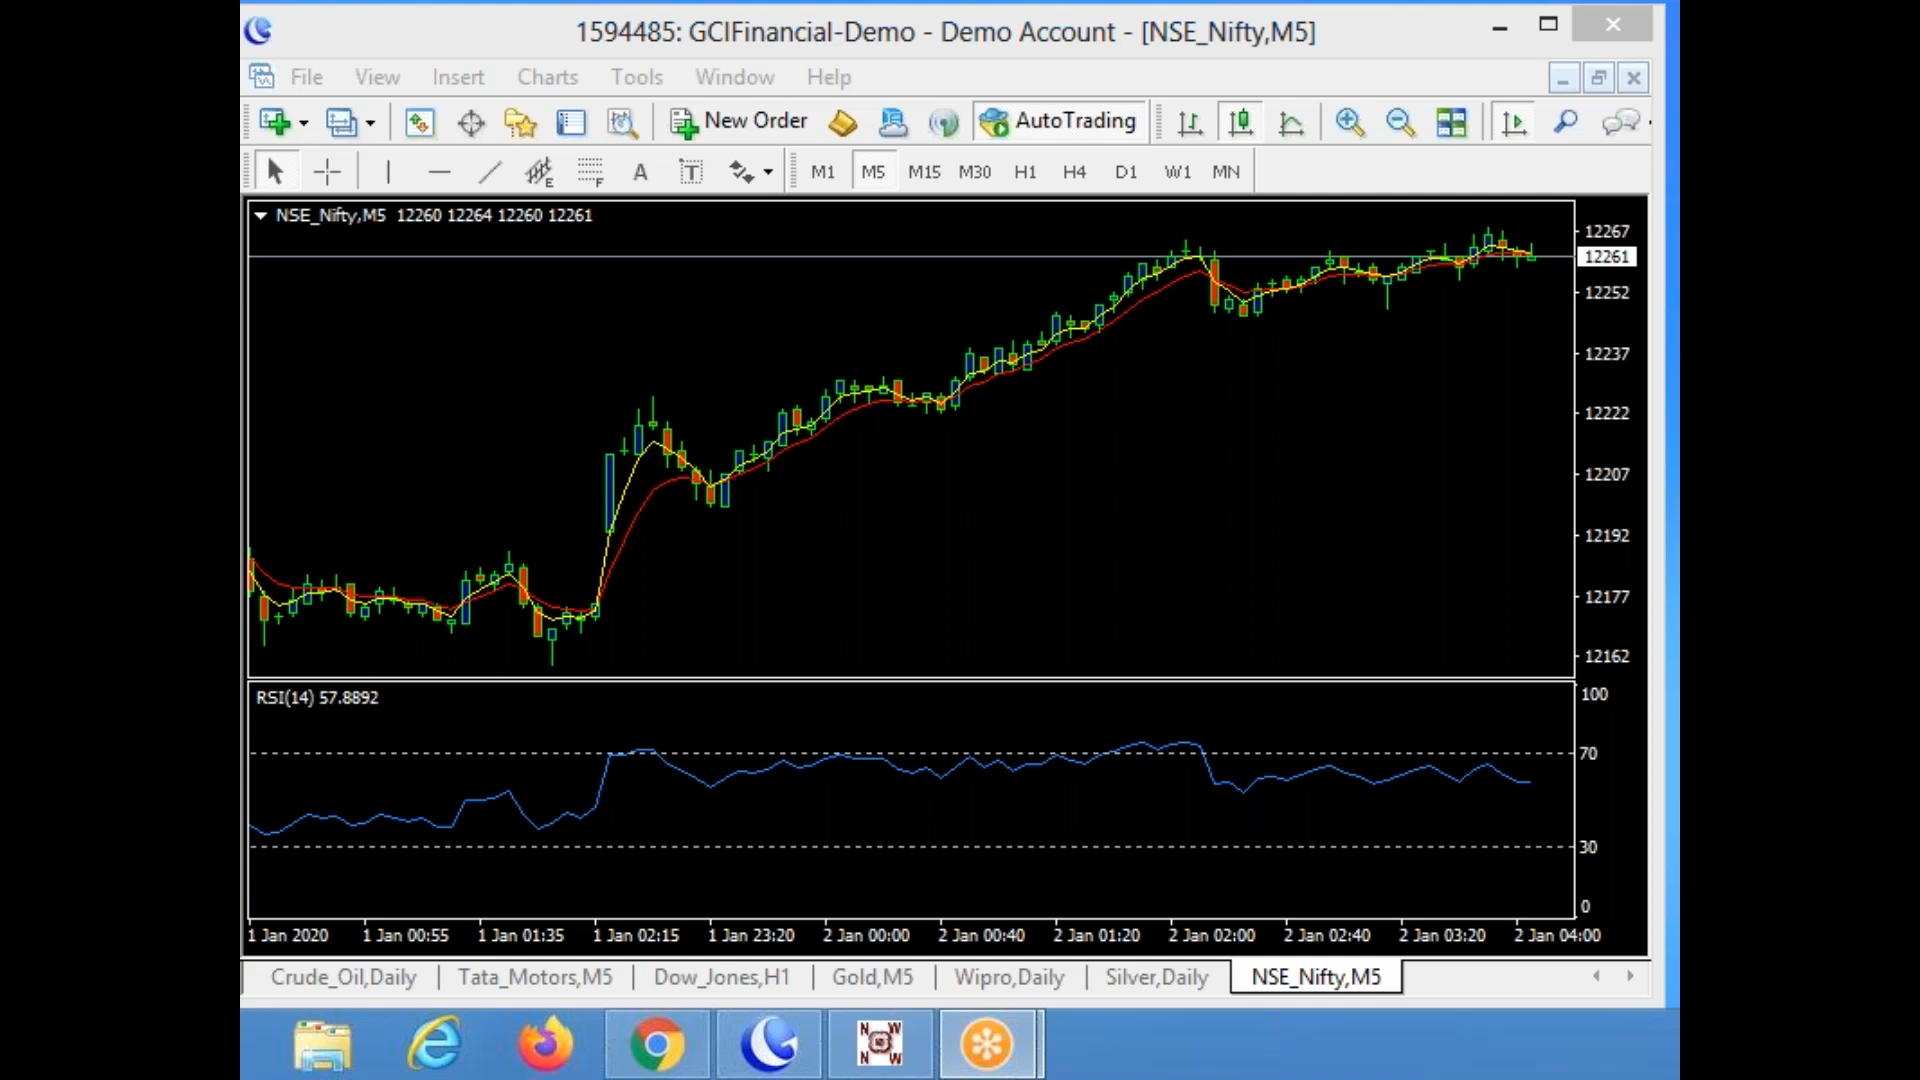 1594485: GCIFinancial-Demo - Demo Account - [NSE_Nifty,M5]
File View Insert Charts Tools Window Help
New Order AutoTrading
E F A T M1 M5 M15 M30 H1 H4 D1 W1 MN
NSE_Nifty,M5 12260 12264 12260 12261
12267
12261
12252
12237
12222
12207
12192
12177
12162
RSI(14) 57.8892
100
70
30
0
1 Jan 2020 1 Jan 00:55 1 Jan 01:35 1 Jan 02:15 1 Jan 23:20 2 Jan 00:00 2 Jan 00:40 2 Jan 01:20 2 Jan 02:00 2 Jan 02:40 2 Jan 03:20 2 Jan 04:00
Crude_Oil,Daily Tata_Motors,M5 Dow_Jones,H1 Gold,M5 Wipro,Daily Silver,Daily NSE_Nifty,M5
N W
N W